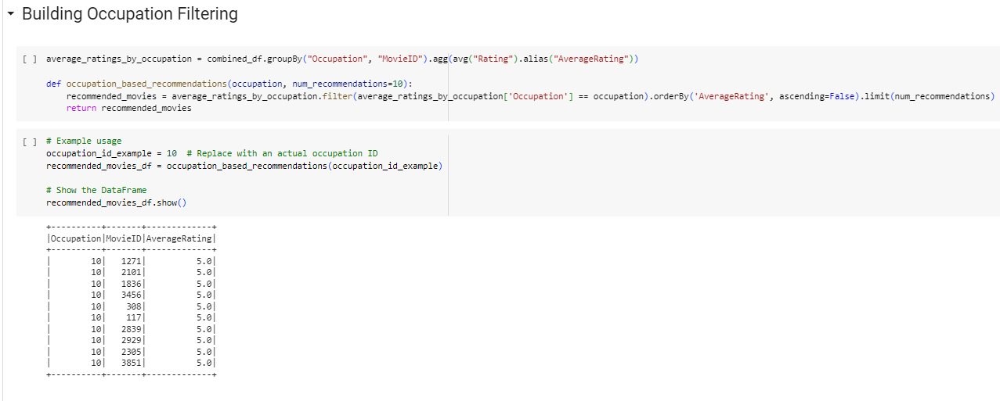 Building Occupation Filtering
[ ] average_ratings_by_occupation = combined_df.groupBy("Occupation", "MovieID").agg(avg("Rating").alias("AverageRating"))
def occupation_based_recommendations(occupation, num_recommendations=10):
    recommended_movies = average_ratings_by_occupation.filter(average_ratings_by_occupation['Occupation'] == occupation).orderBy('AverageRating', ascending=False).limit(num_recommendations)
    return recommended_movies
[ ] # Example usage
occupation_id_example = 10  # Replace with an actual occupation ID
recommended_movies_df = occupation_based_recommendations(occupation_id_example)
# Show the DataFrame
recommended_movies_df.show()
+----------+-------+-------------+
|Occupation|MovieID|AverageRating|
+----------+-------+-------------+
|        10|   1271|          5.0|
|        10|   2101|          5.0|
|        10|   1836|          5.0|
|        10|   3456|          5.0|
|        10|    308|          5.0|
|        10|    117|          5.0|
|        10|   2839|          5.0|
|        10|   2929|          5.0|
|        10|   2305|          5.0|
|        10|   3851|          5.0|
+----------+-------+-------------+